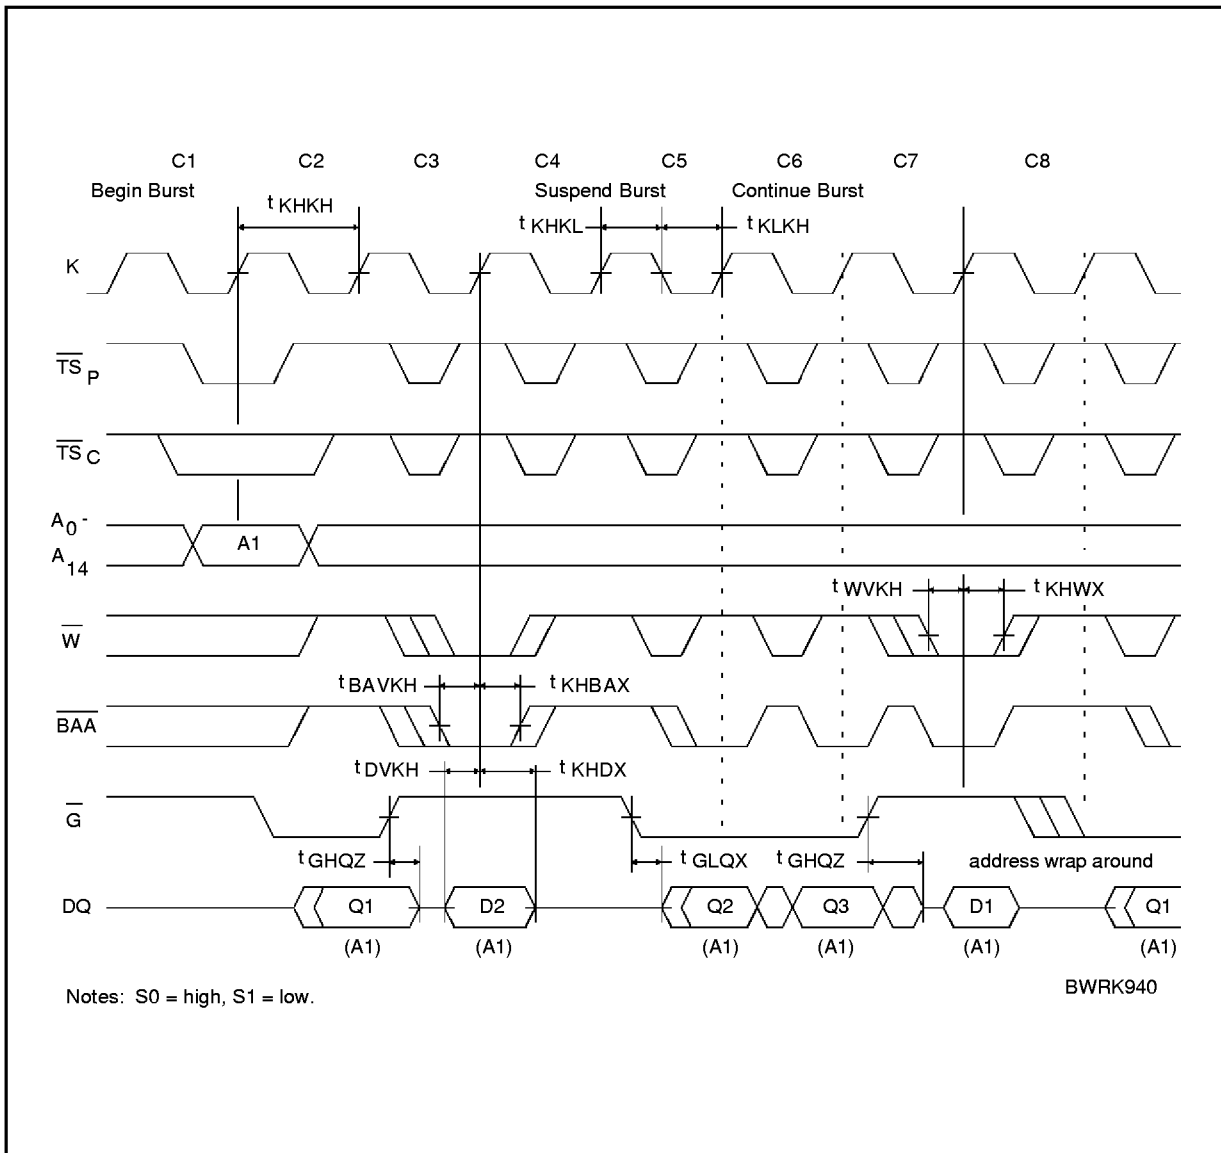 C1 C2 C3 C4 C5 C6 C7 C8
Begin Burst Suspend Burst Continue Burst
t KHKH t KHKL t KLKH
K
TS P
TS C
A0 -
A1
A14
t WVKH t KHWX
W
t BAVKH t KHBAX
BAA
t DVKH t KHDX
G
t GHQZ t GLQX t GHQZ address wrap around
DQ Q1 D2 Q2 Q3 D1 Q1
(A1) (A1) (A1) (A1) (A1) (A1)
Notes: S0 = high, S1 = low. BWRK940